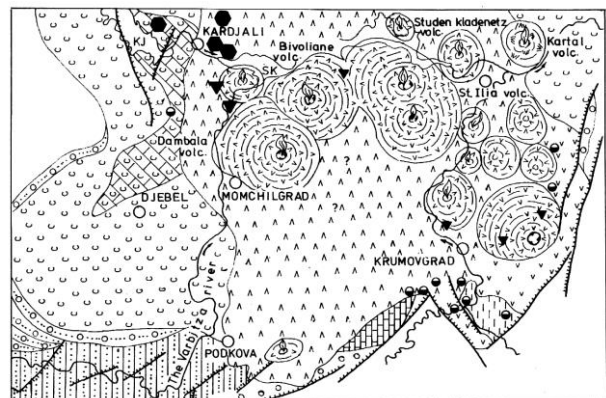 KJ
KARDJALI
Bivoliane
volc.
SK
Studen kladenetz
volc.
Kartal
volc.
St. Ilia volc.
Dambala
volc.
DJEBEL
MOMCHILGRAD
?
?
KRUMOVGRAD
The Varbitza river
PODKOVA